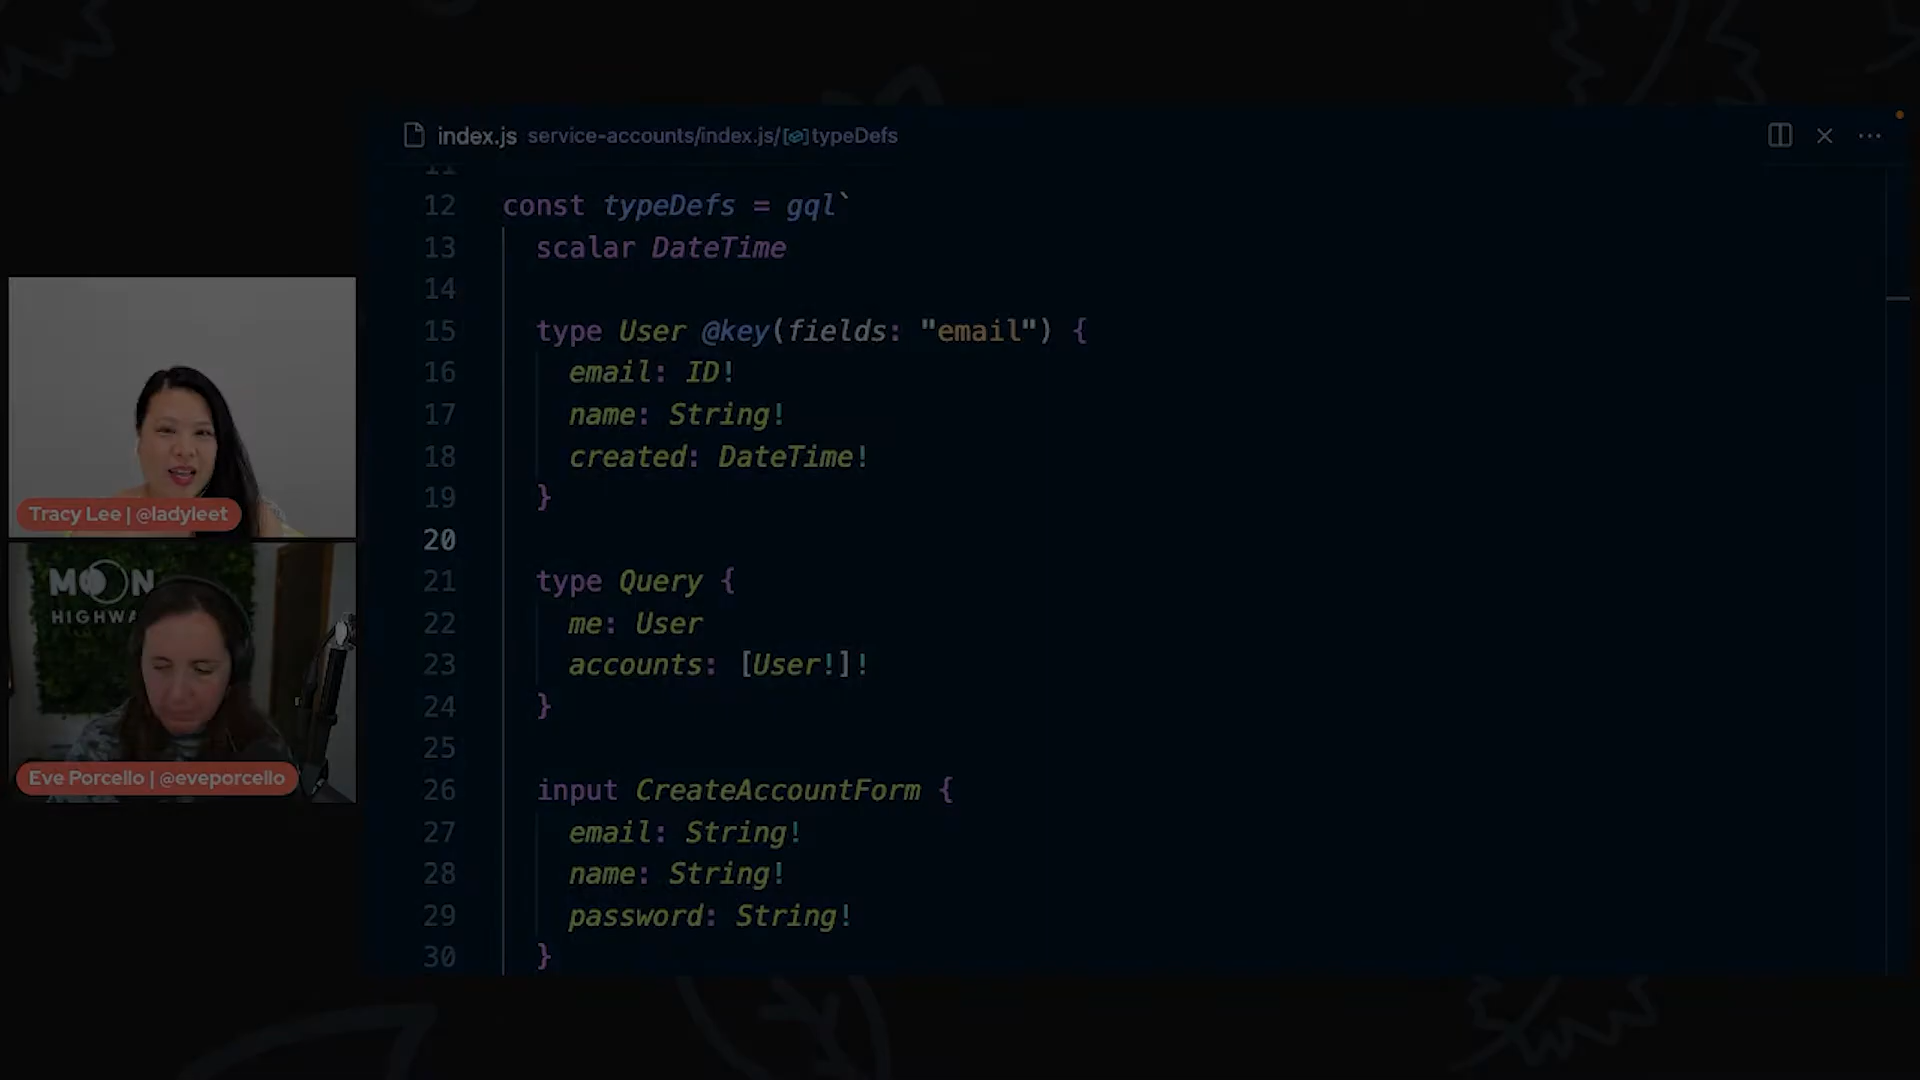 index.js service-accounts/index.js/[]typeDefs
11
12 const typeDefs = gql`
13 scalar DateTime
14
15 type User @key(fields: "email") {
16 email: ID!
17 name: String!
18 created: DateTime!
19 }
20
21 type Query {
22 me: User
23 accounts: [User!]!
24 }
25
26 input CreateAccountForm {
27 email: String!
28 name: String!
29 password: String!
30 }
Tracy Lee | @ladyleet
MOON
HIGHWA
Eve Porcello | @eveporcello